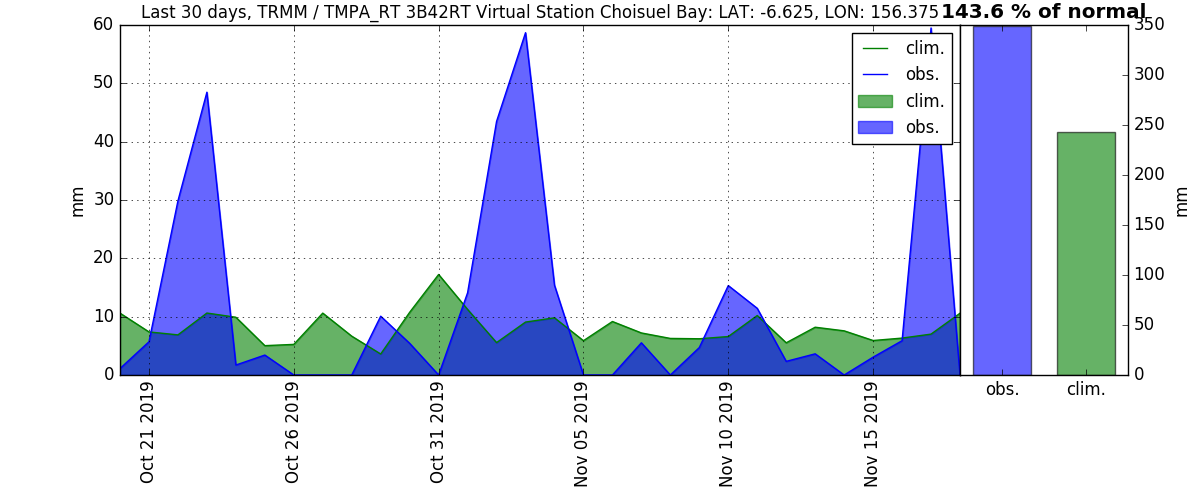 Last 30 days, TRMM / TMPA_RT 3B42RT Virtual Station Choisuel Bay: LAT: -6.625, LON: 156.375
143.6 % of normal
60
50
40
30
20
10
0
mm
clim.
obs.
clim.
obs.
350
300
250
200
150
100
50
0
mm
Oct 21 2019
Oct 26 2019
Oct 31 2019
Nov 05 2019
Nov 10 2019
Nov 15 2019
obs.
clim.